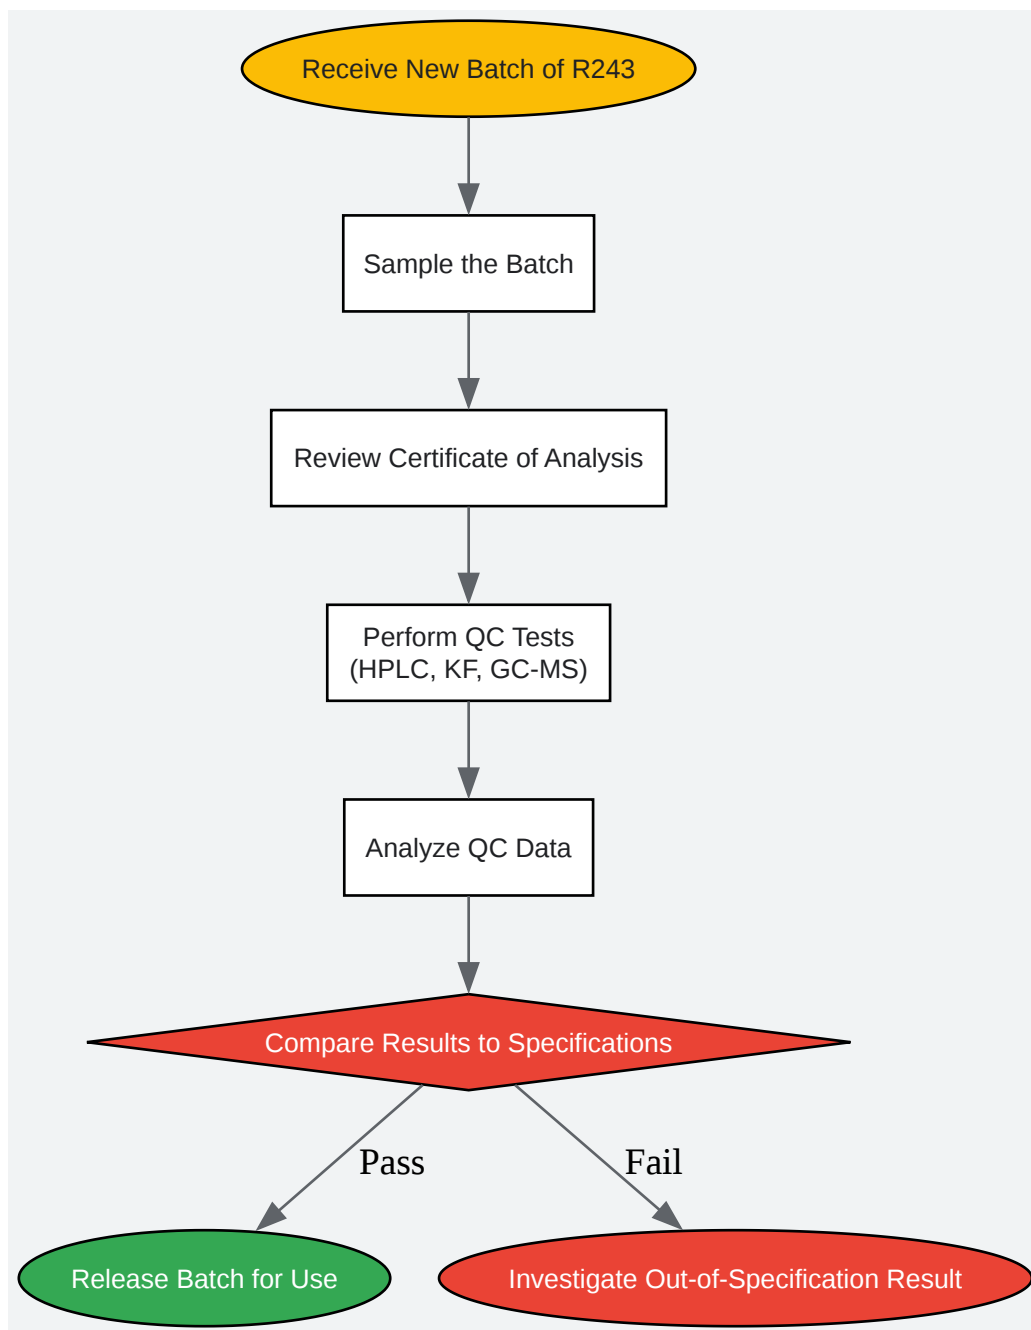 Receive New Batch of R243
Sample the Batch
Review Certificate of Analysis
Perform QC Tests
(HPLC, KF, GC-MS)
Analyze QC Data
Compare Results to Specifications
Pass
Fail
Release Batch for Use
Investigate Out-of-Specification Result